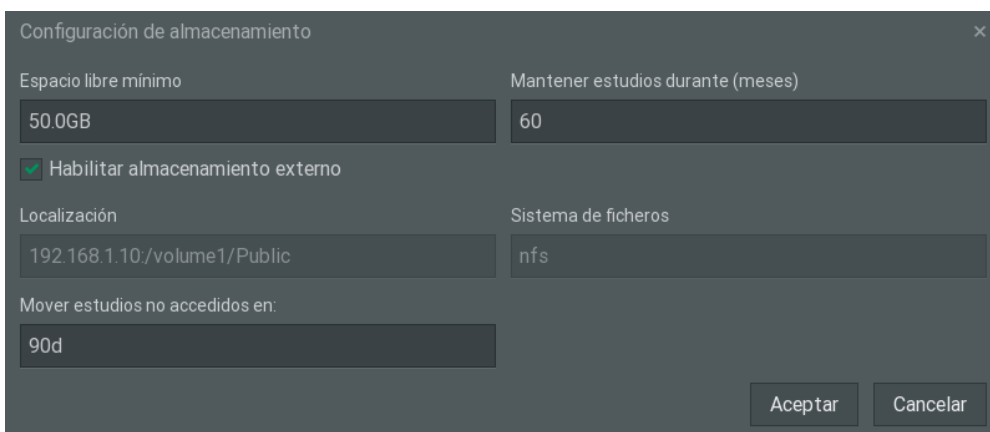 Configuración de almacenamiento ×
Espacio libre mínimo Mantener estudios durante (meses)
50.0GB 60
Habilitar almacenamiento externo
Localización Sistema de ficheros
192.168.1.10:/volume1/Public nfs
Mover estudios no accedidos en:
90d
Aceptar Cancelar